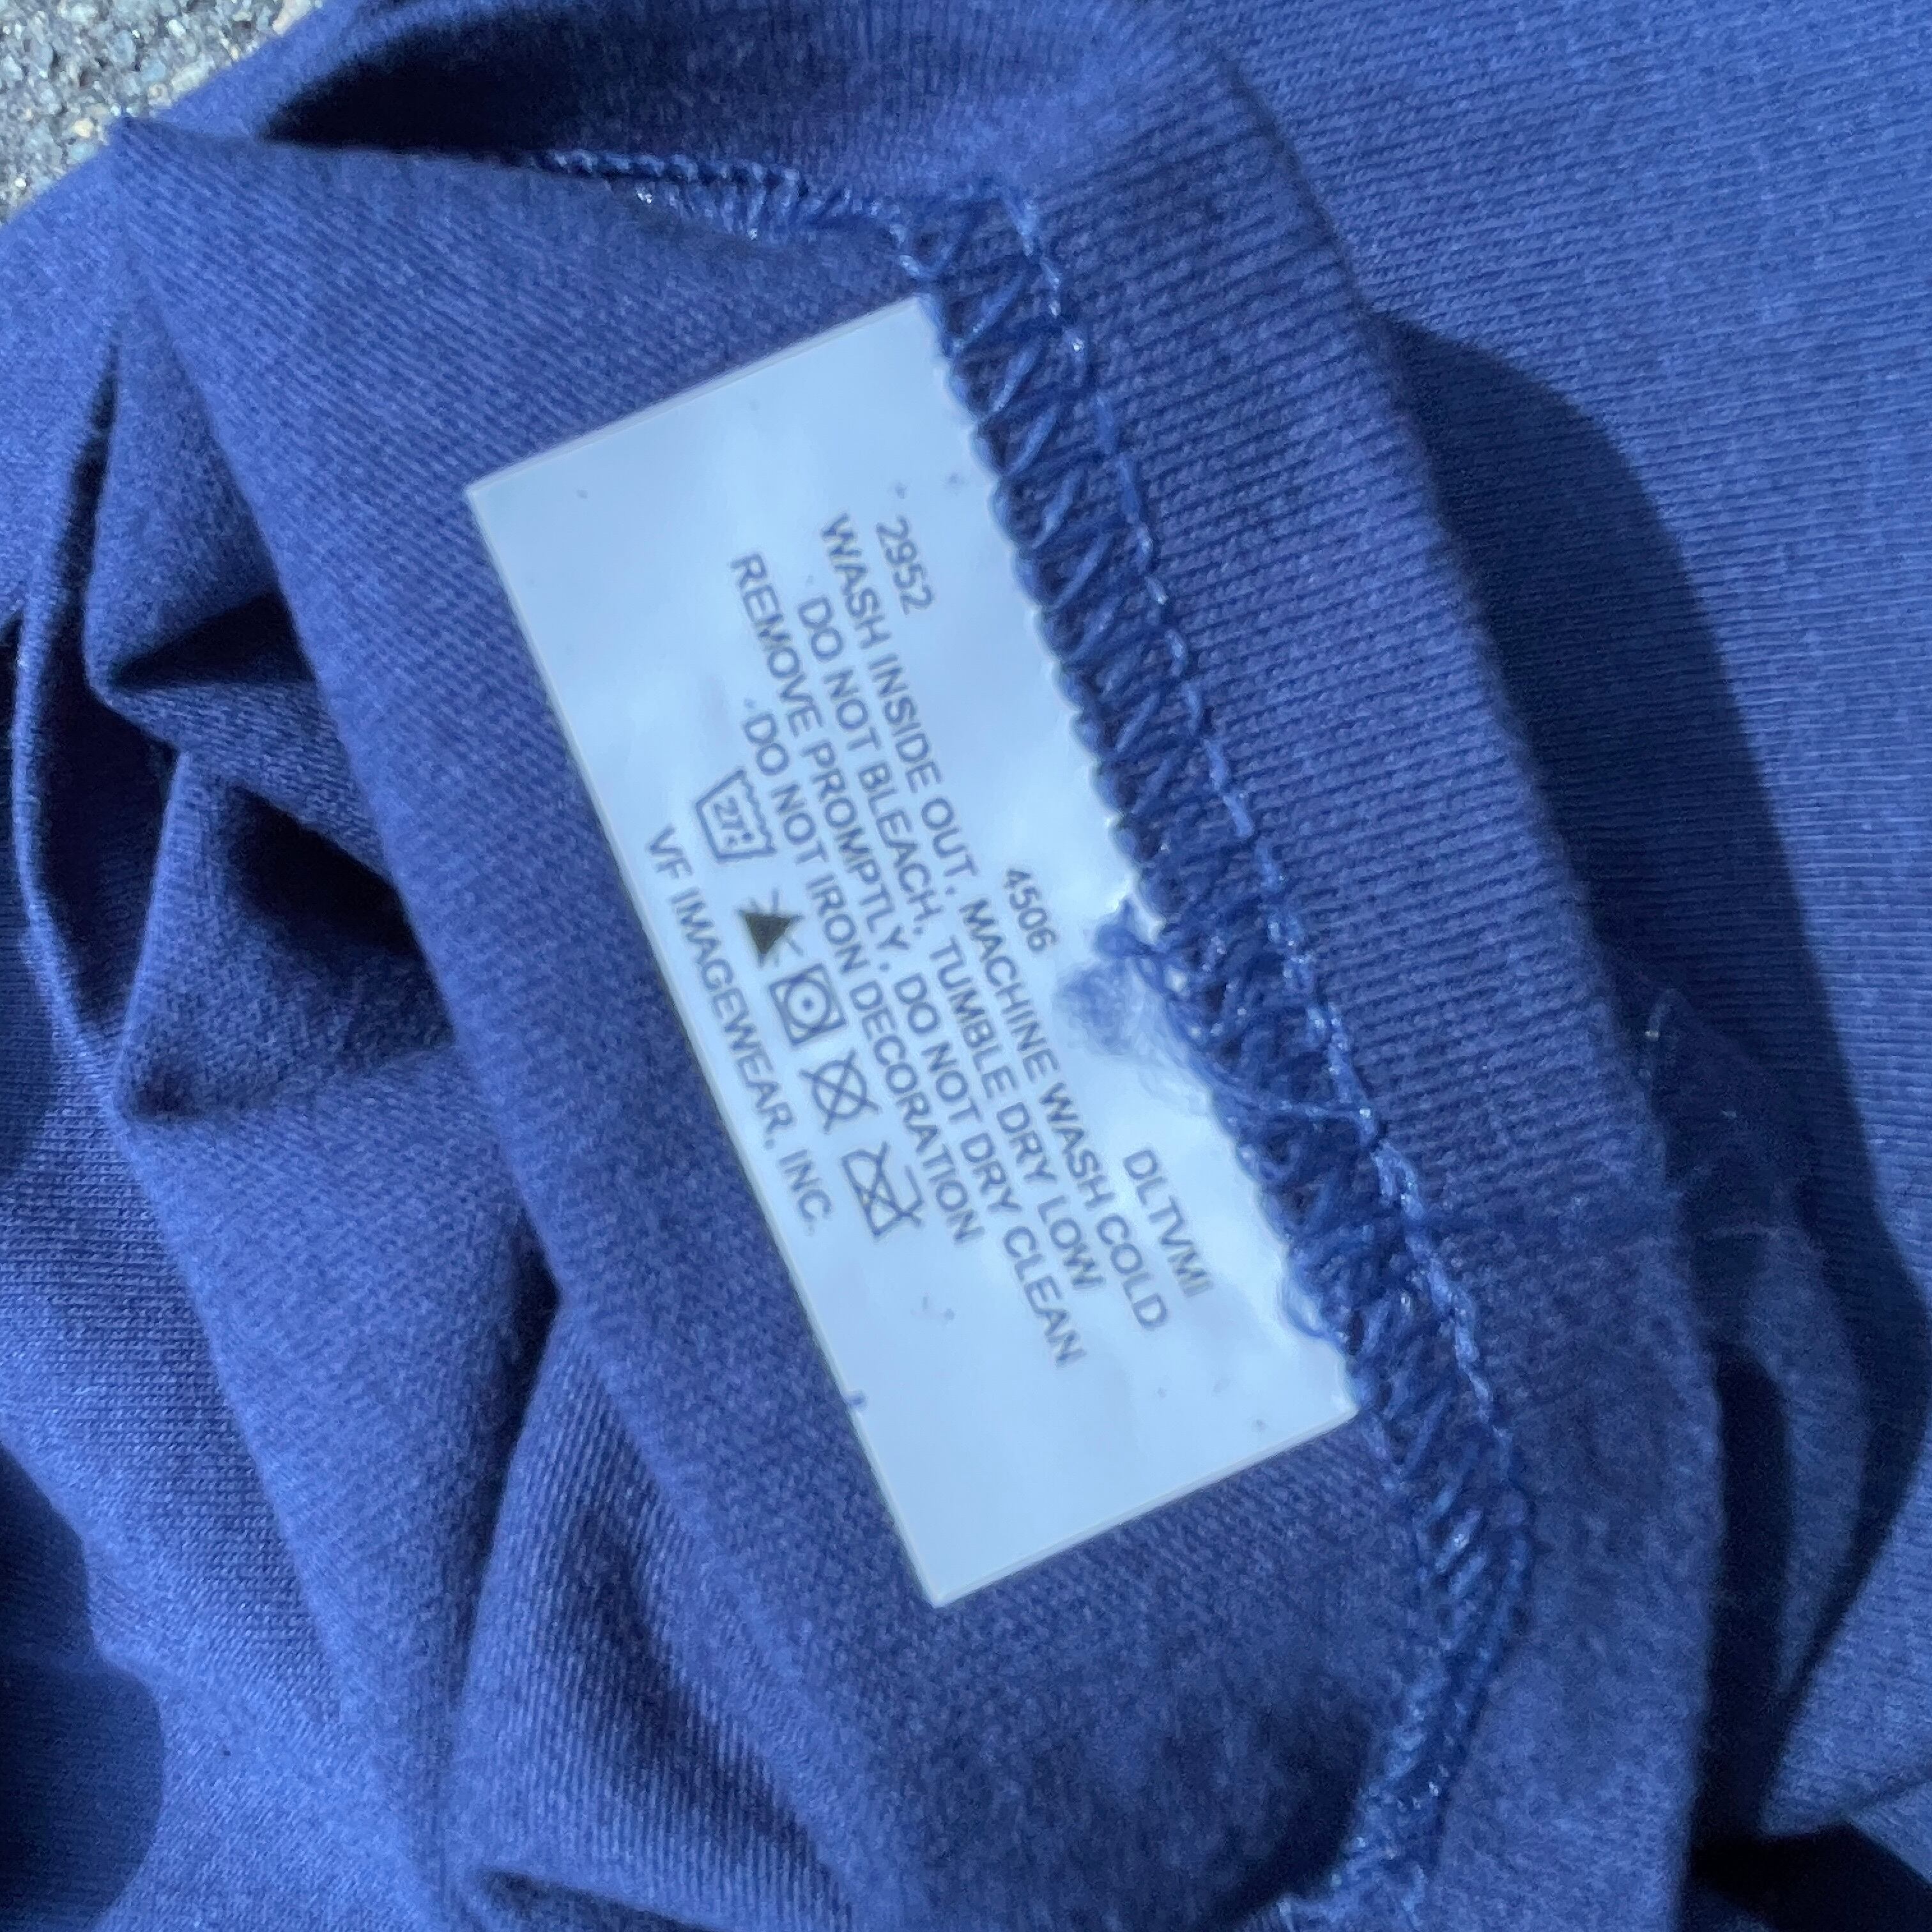 2952 4506 DLTVMI
WASH INSIDE OUT, MACHINE WASH COLD
DO NOT BLEACH, TUMBLE DRY LOW
REMOVE PROMPTLY, DO NOT DRY CLEAN
DO NOT IRON DECORATION
27
VF IMAGEWEAR, INC.